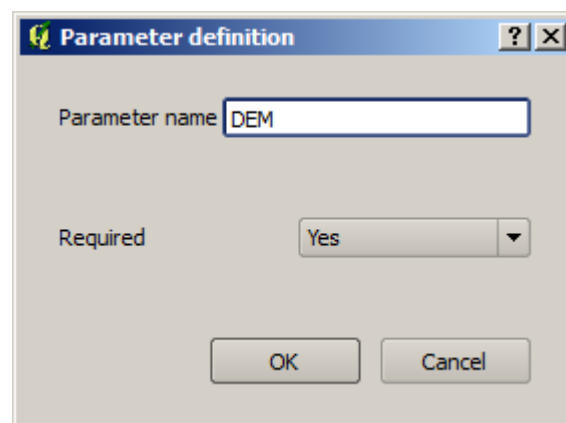 Parameter definition
Parameter name DEM
Required Yes
OK Cancel